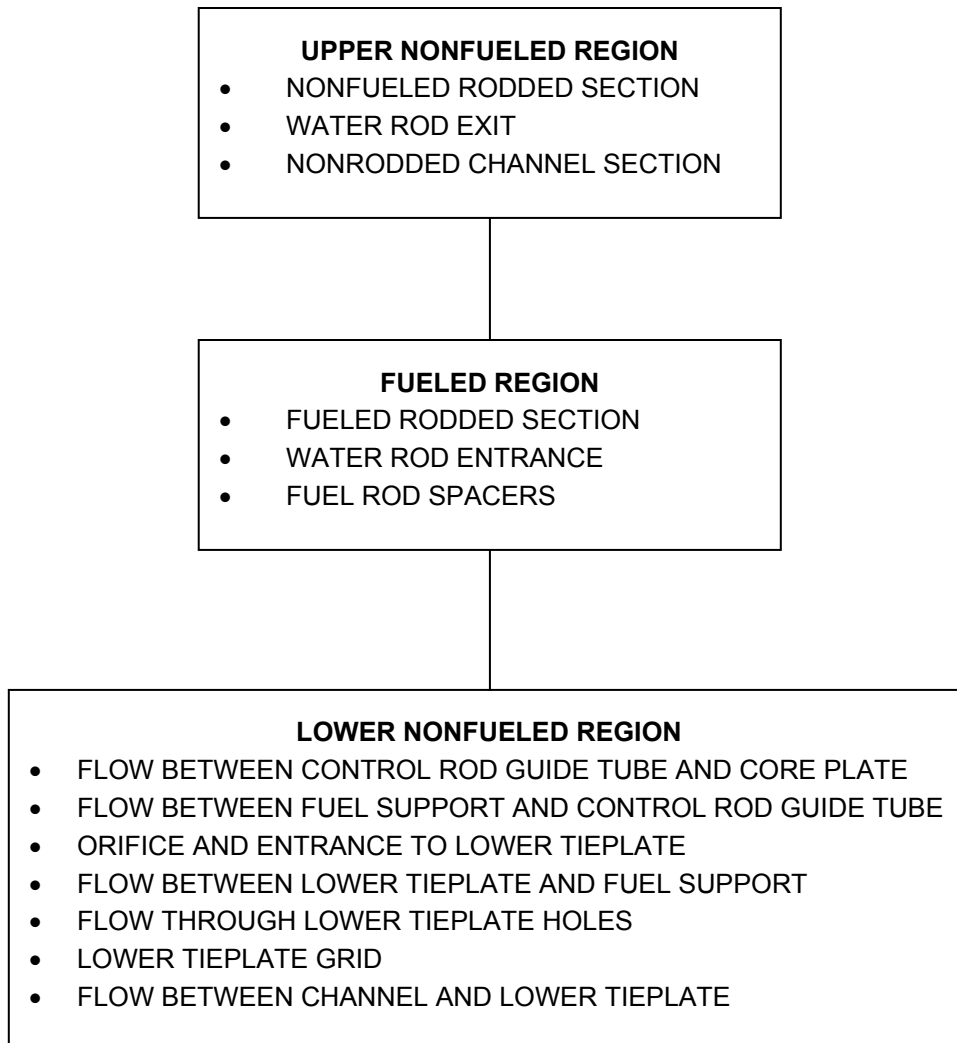 UPPER NONFUELED REGION
• NONFUELED RODDED SECTION
• WATER ROD EXIT
• NONRODDED CHANNEL SECTION
FUELED REGION
• FUELED RODDED SECTION
• WATER ROD ENTRANCE
• FUEL ROD SPACERS
LOWER NONFUELED REGION
• FLOW BETWEEN CONTROL ROD GUIDE TUBE AND CORE PLATE
• FLOW BETWEEN FUEL SUPPORT AND CONTROL ROD GUIDE TUBE
• ORIFICE AND ENTRANCE TO LOWER TIEPLATE
• FLOW BETWEEN LOWER TIEPLATE AND FUEL SUPPORT
• FLOW THROUGH LOWER TIEPLATE HOLES
• LOWER TIEPLATE GRID
• FLOW BETWEEN CHANNEL AND LOWER TIEPLATE